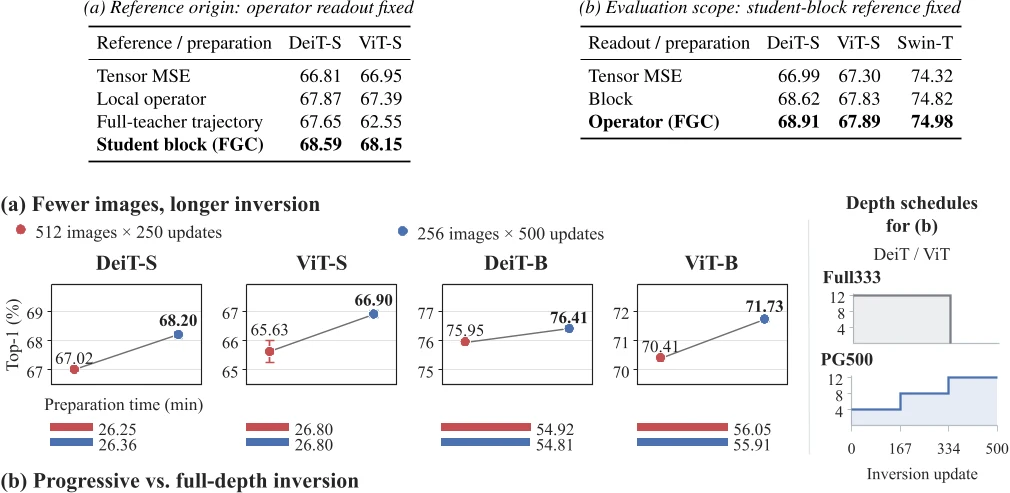 (a) Reference origin: operator readout fixed
Reference / preparation DeiT-S ViT-S
Tensor MSE 66.81 66.95
Local operator 67.87 67.39
Full-teacher trajectory 67.65 62.55
Student block (FGC) 68.59 68.15
(b) Evaluation scope: student-block reference fixed
Readout / preparation DeiT-S ViT-S Swin-T
Tensor MSE 66.99 67.30 74.32
Block 68.62 67.83 74.82
Operator (FGC) 68.91 67.89 74.98
(a) Fewer images, longer inversion
512 images × 250 updates
256 images × 500 updates
DeiT-S
ViT-S
DeiT-B
ViT-B
Top-1 (%)
69
68
67
67.02
68.20
67
66
65
65.63
66.90
77
76
75
75.95
76.41
72
71
70
70.41
71.73
Preparation time (min)
26.25
26.36
26.80
26.80
54.92
54.81
56.05
55.91
Depth schedules
for (b)
DeiT / ViT
Full333
12
8
4
PG500
12
8
4
0 167 334 500
Inversion update
(b) Progressive vs. full-depth inversion